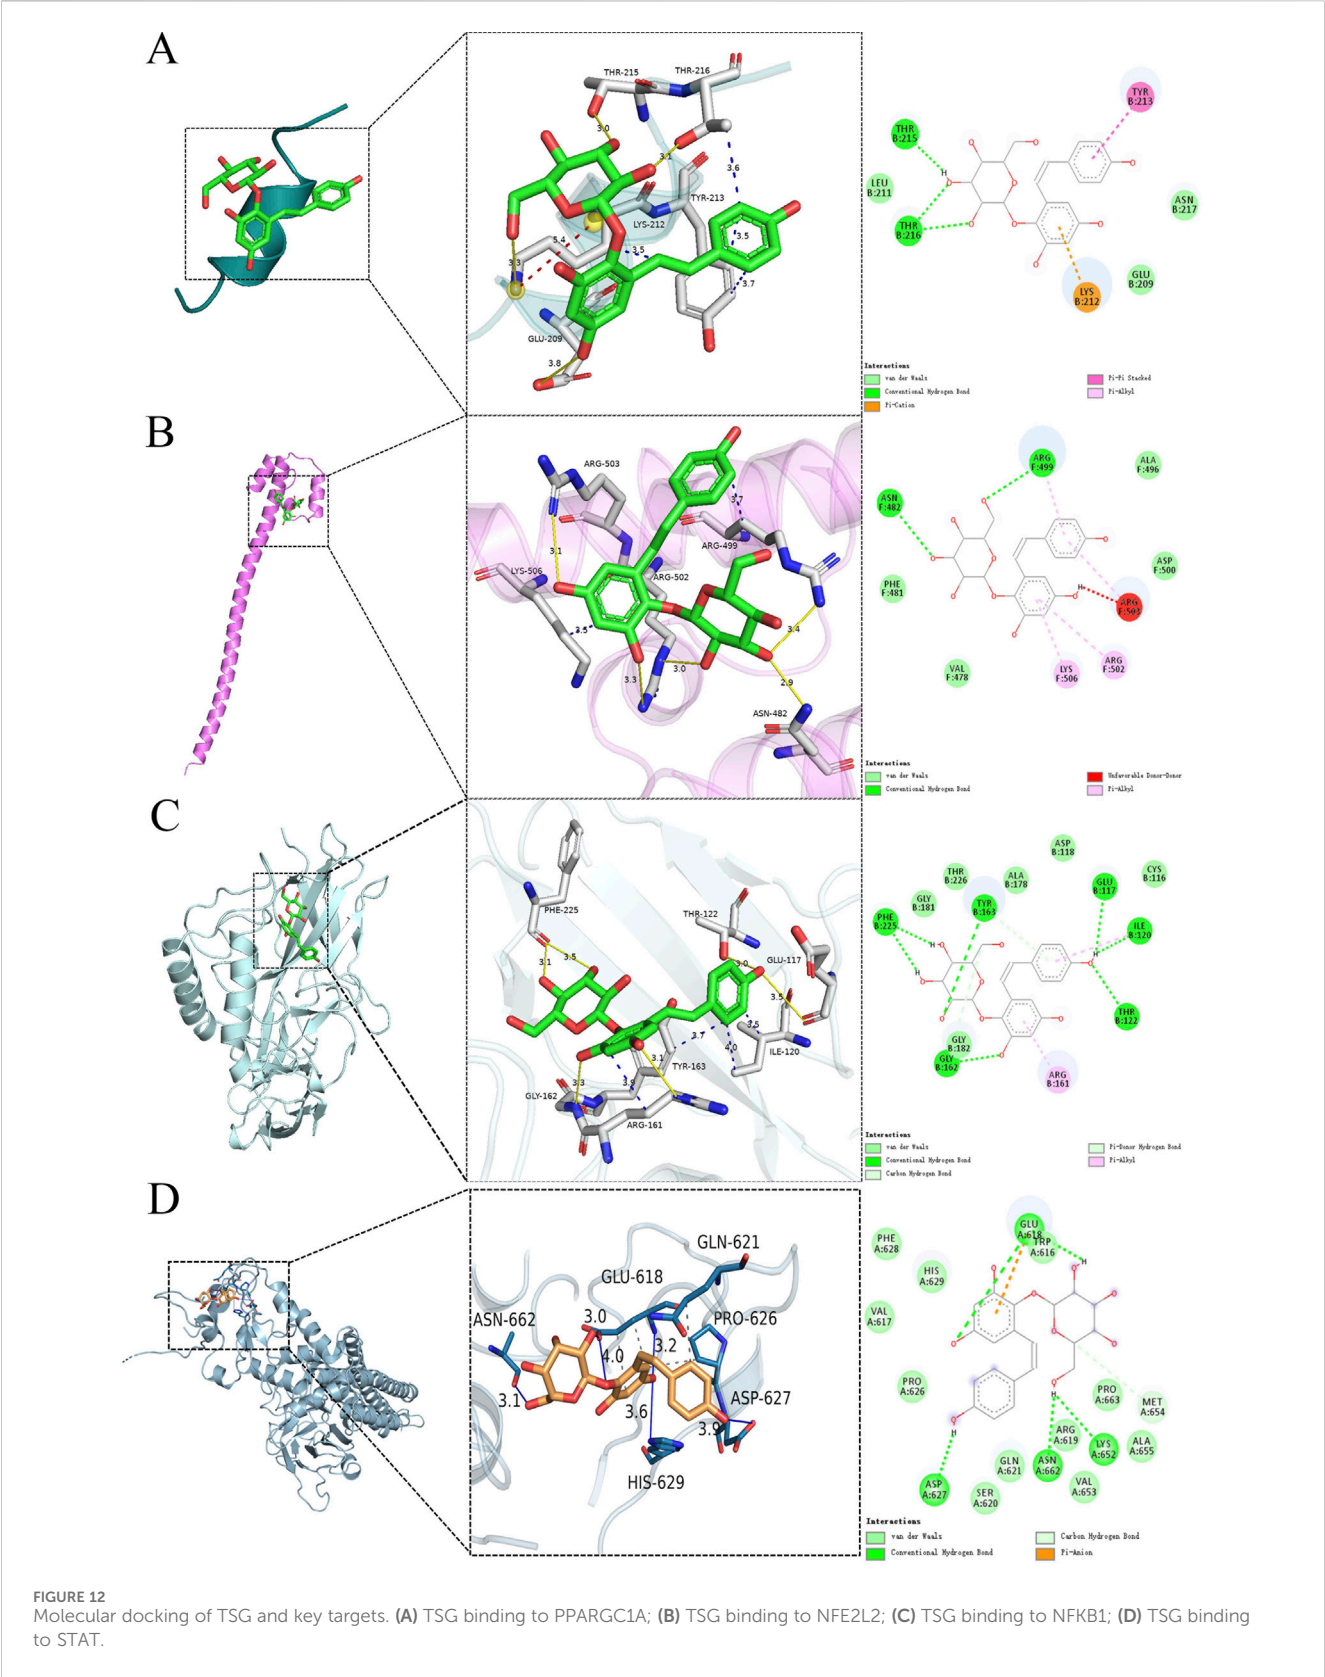 A
THR-215
THR-216
3.0
3.1
3.6
TYR-213
LYS-212
5.4
3.5
3.5
3.3
3.7
GLU-209
3.8
TYR
B:213
THR
B:215
LEU
B:211
THR
B:216
ASN
B:217
GLU
B:209
LYS
B:212
H
Interactions
van der Waals
Conventional Hydrogen Bond
Pi-Cation
Pi-Pi Stacked
Pi-Alkyl
B
ARG-503
3.7
ARG-499
3.1
LYS-506
ARG-502
3.5
3.4
3.0
3.3
2.9
ASN-482
ARG
F:499
ALA
F:496
ASN
F:482
ASP
F:500
PHE
F:481
ARG
F:503
VAL
F:478
LYS
F:506
ARG
F:502
H
Interactions
van der Waals
Conventional Hydrogen Bond
Unfavorable Donor-Donor
Pi-Alkyl
C
PHE-225
THR-122
3.5
3.1
3.0
GLU-117
3.5
3.5
3.7
4.0
ILE-120
3.1
TYR-163
3.3
3.9
GLY-162
ARG-161
ASP
B:118
THR
B:226
ALA
B:178
CYS
B:116
GLU
B:117
GLY
B:181
TYR
B:163
PHE
B:225
ILE
B:120
THR
B:122
GLY
B:182
GLY
B:162
ARG
B:161
H
H
H
Interactions
van der Waals
Conventional Hydrogen Bond
Carbon Hydrogen Bond
Pi-Donor Hydrogen Bond
Pi-Alkyl
D
GLN-621
GLU-618
ASN-662
3.0
PRO-626
3.2
4.0
3.1
ASP-627
3.6
3.9
HIS-629
GLU
A:618
TRP
A:616
PHE
A:628
HIS
A:629
VAL
A:617
PRO
A:626
PRO
A:663
MET
A:654
ARG
A:619
LYS
A:652
ALA
A:655
GLN
A:621
ASN
A:662
VAL
A:653
ASP
A:627
SER
A:620
H
H
H
Interactions
van der Waals
Conventional Hydrogen Bond
Carbon Hydrogen Bond
Pi-Anion
FIGURE 12
Molecular docking of TSG and key targets. (A) TSG binding to PPARGC1A; (B) TSG binding to NFE2L2; (C) TSG binding to NFKB1; (D) TSG binding
to STAT.